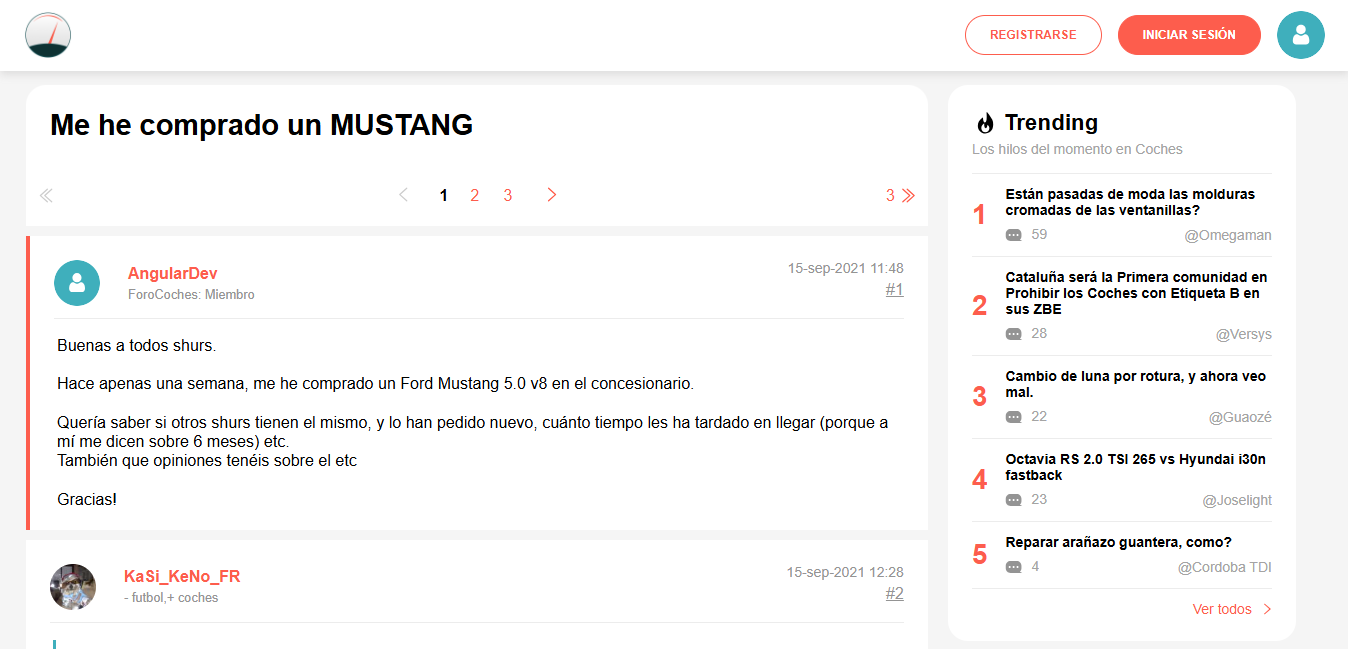 REGISTRARSE
INICIAR SESIÓN
Me he comprado un MUSTANG
1 2 3
3
AngularDev
ForoCoches: Miembro
15-sep-2021 11:48
#1
Buenas a todos shurs.
Hace apenas una semana, me he comprado un Ford Mustang 5.0 v8 en el concesionario.
Quería saber si otros shurs tienen el mismo, y lo han pedido nuevo, cuánto tiempo les ha tardado en llegar (porque a
mí me dicen sobre 6 meses) etc.
También que opiniones tenéis sobre el etc
Gracias!
KaSi_KeNo_FR
- futbol,+ coches
15-sep-2021 12:28
#2
Trending
Los hilos del momento en Coches
1
Están pasadas de moda las molduras
cromadas de las ventanillas?
59
@Omegaman
2
Cataluña será la Primera comunidad en
Prohibir los Coches con Etiqueta B en
sus ZBE
28
@Versys
3
Cambio de luna por rotura, y ahora veo
mal.
22
@Guaozé
4
Octavia RS 2.0 TSI 265 vs Hyundai i30n
fastback
23
@Joselight
5
Reparar arañazo guantera, como?
4
@Cordoba TDI
Ver todos